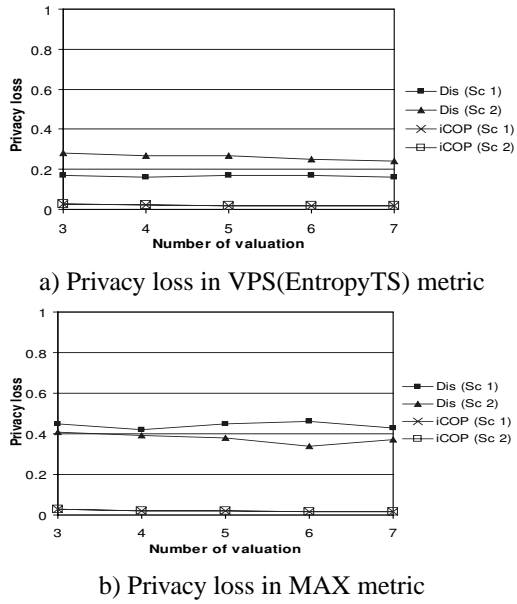 1
0.8
0.6
0.4
0.2
0
Privacy loss
3 4 5 6 7
Number of valuation
Dis (Sc 1)
Dis (Sc 2)
iCOP (Sc 1)
iCOP (Sc 2)
a) Privacy loss in VPS(EntropyTS) metric
1
0.8
0.6
0.4
0.2
0
Privacy loss
3 4 5 6 7
Number of valuation
Dis (Sc 1)
Dis (Sc 2)
iCOP (Sc 1)
iCOP (Sc 2)
b) Privacy loss in MAX metric